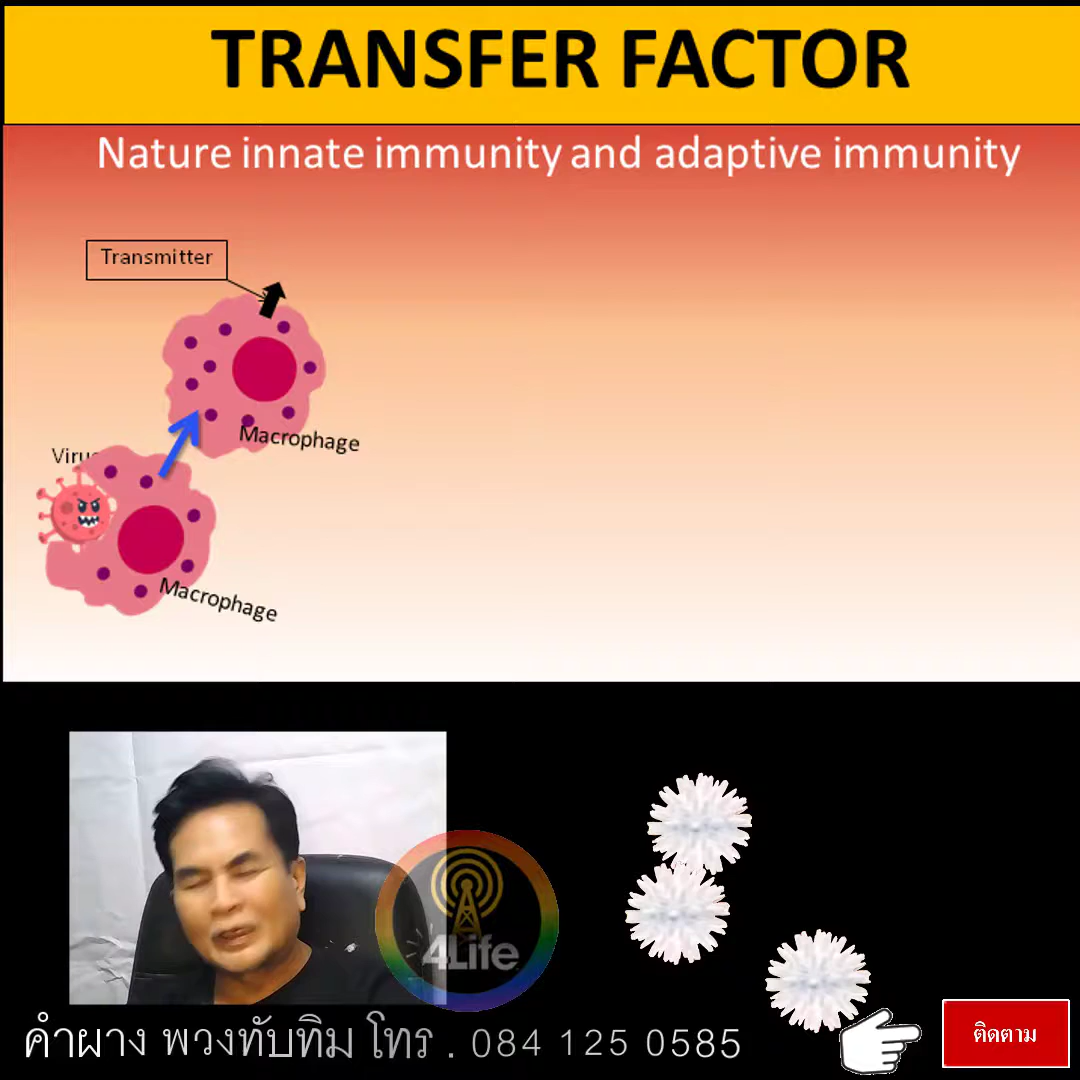 TRANSFER FACTOR
Nature innate immunity and adaptive immunity
Transmitter
Macrophage
Macrophage
4Life
คำผาง พวงทับทิม โทร . 084 125 0585
ติดตาม